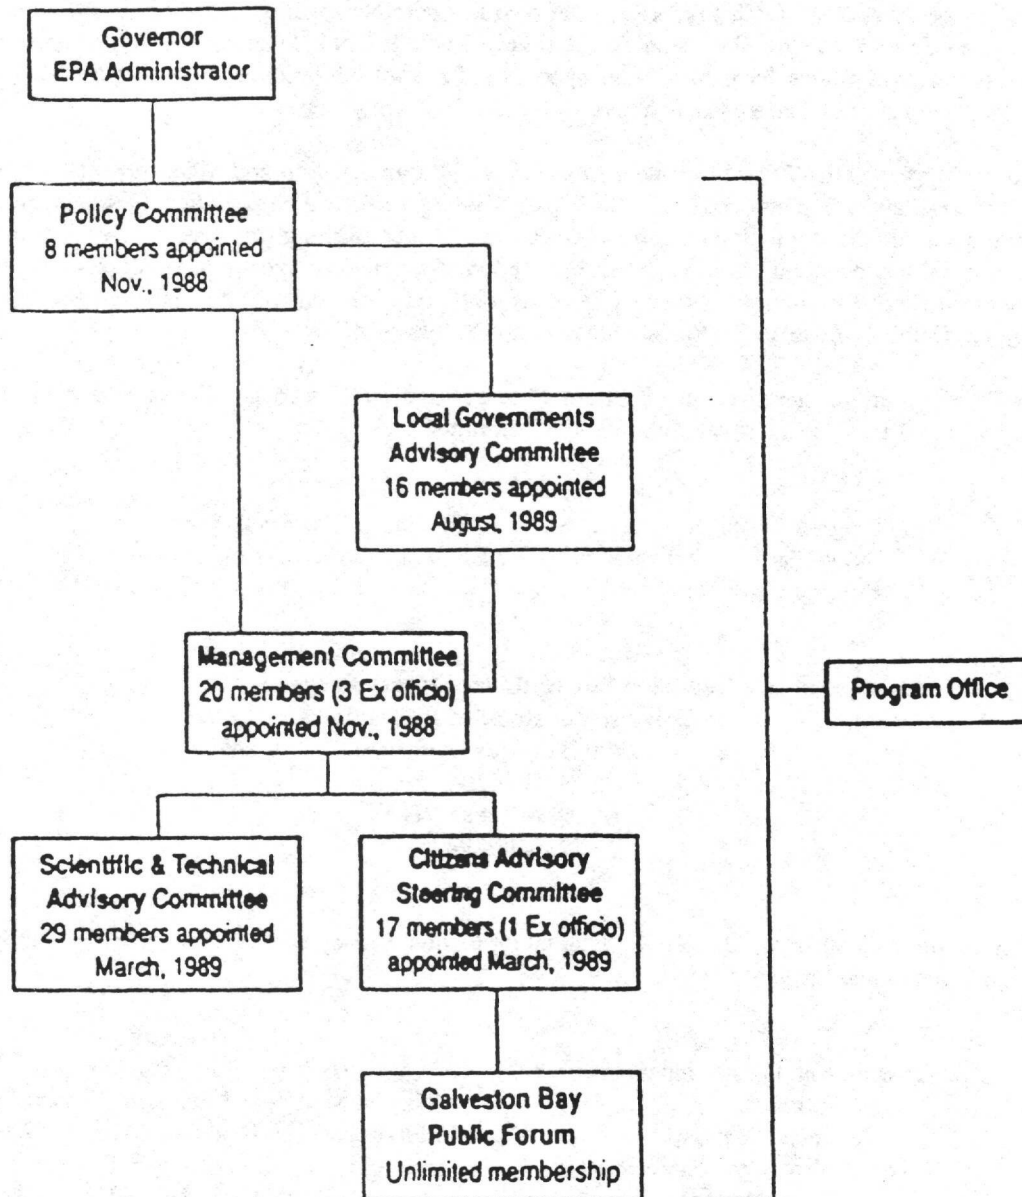 Governor
EPA Administrator
Policy Committee
8 members appointed
Nov., 1988
Local Governments
Advisory Committee
16 members appointed
August, 1989
Management Committee
20 members (3 Ex officio)
appointed Nov., 1988
Program Office
Scientific & Technical
Advisory Committee
29 members appointed
March, 1989
Citizens Advisory
Steering Committee
17 members (1 Ex officio)
appointed March, 1989
Galveston Bay
Public Forum
Unlimited membership